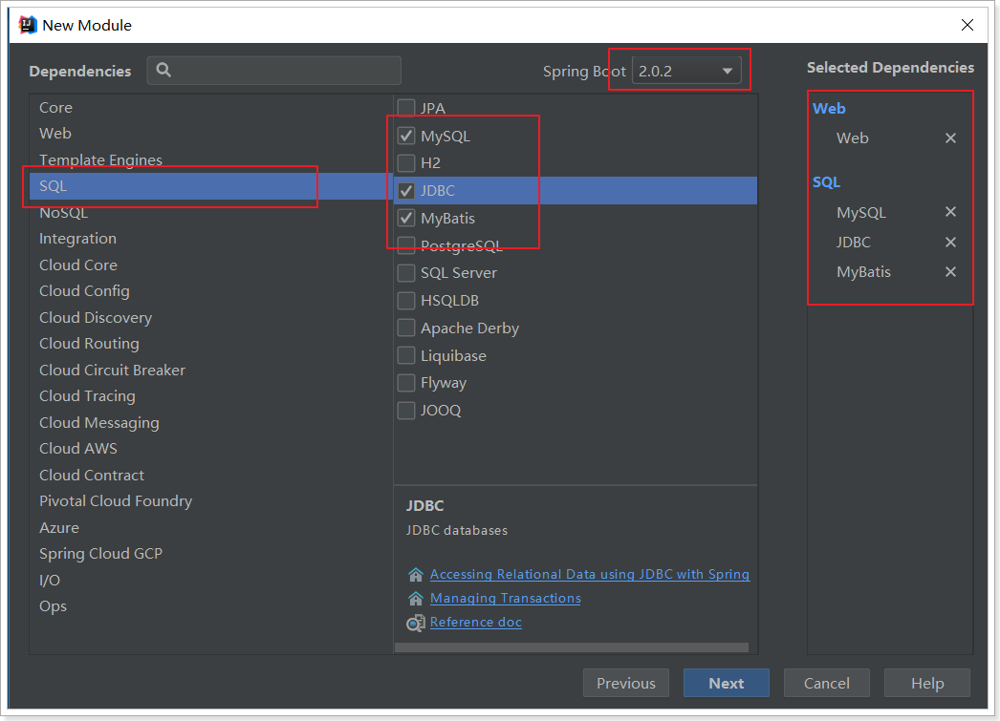 New Module
Dependencies
Spring Boot 2.0.2
Core
Web
Template Engines
SQL
NoSQL
Integration
Cloud Core
Cloud Config
Cloud Discovery
Cloud Routing
Cloud Circuit Breaker
Cloud Tracing
Cloud Messaging
Cloud AWS
Cloud Contract
Pivotal Cloud Foundry
Azure
Spring Cloud GCP
I/O
Ops
JPA
MySQL
H2
JDBC
MyBatis
PostgreSQL
SQL Server
HSQLDB
Apache Derby
Liquibase
Flyway
JOOQ
JDBC
JDBC databases
Accessing Relational Data using JDBC with Spring
Managing Transactions
Reference doc
Selected Dependencies
Web
Web
SQL
MySQL
JDBC
MyBatis
Previous
Next
Cancel
Help